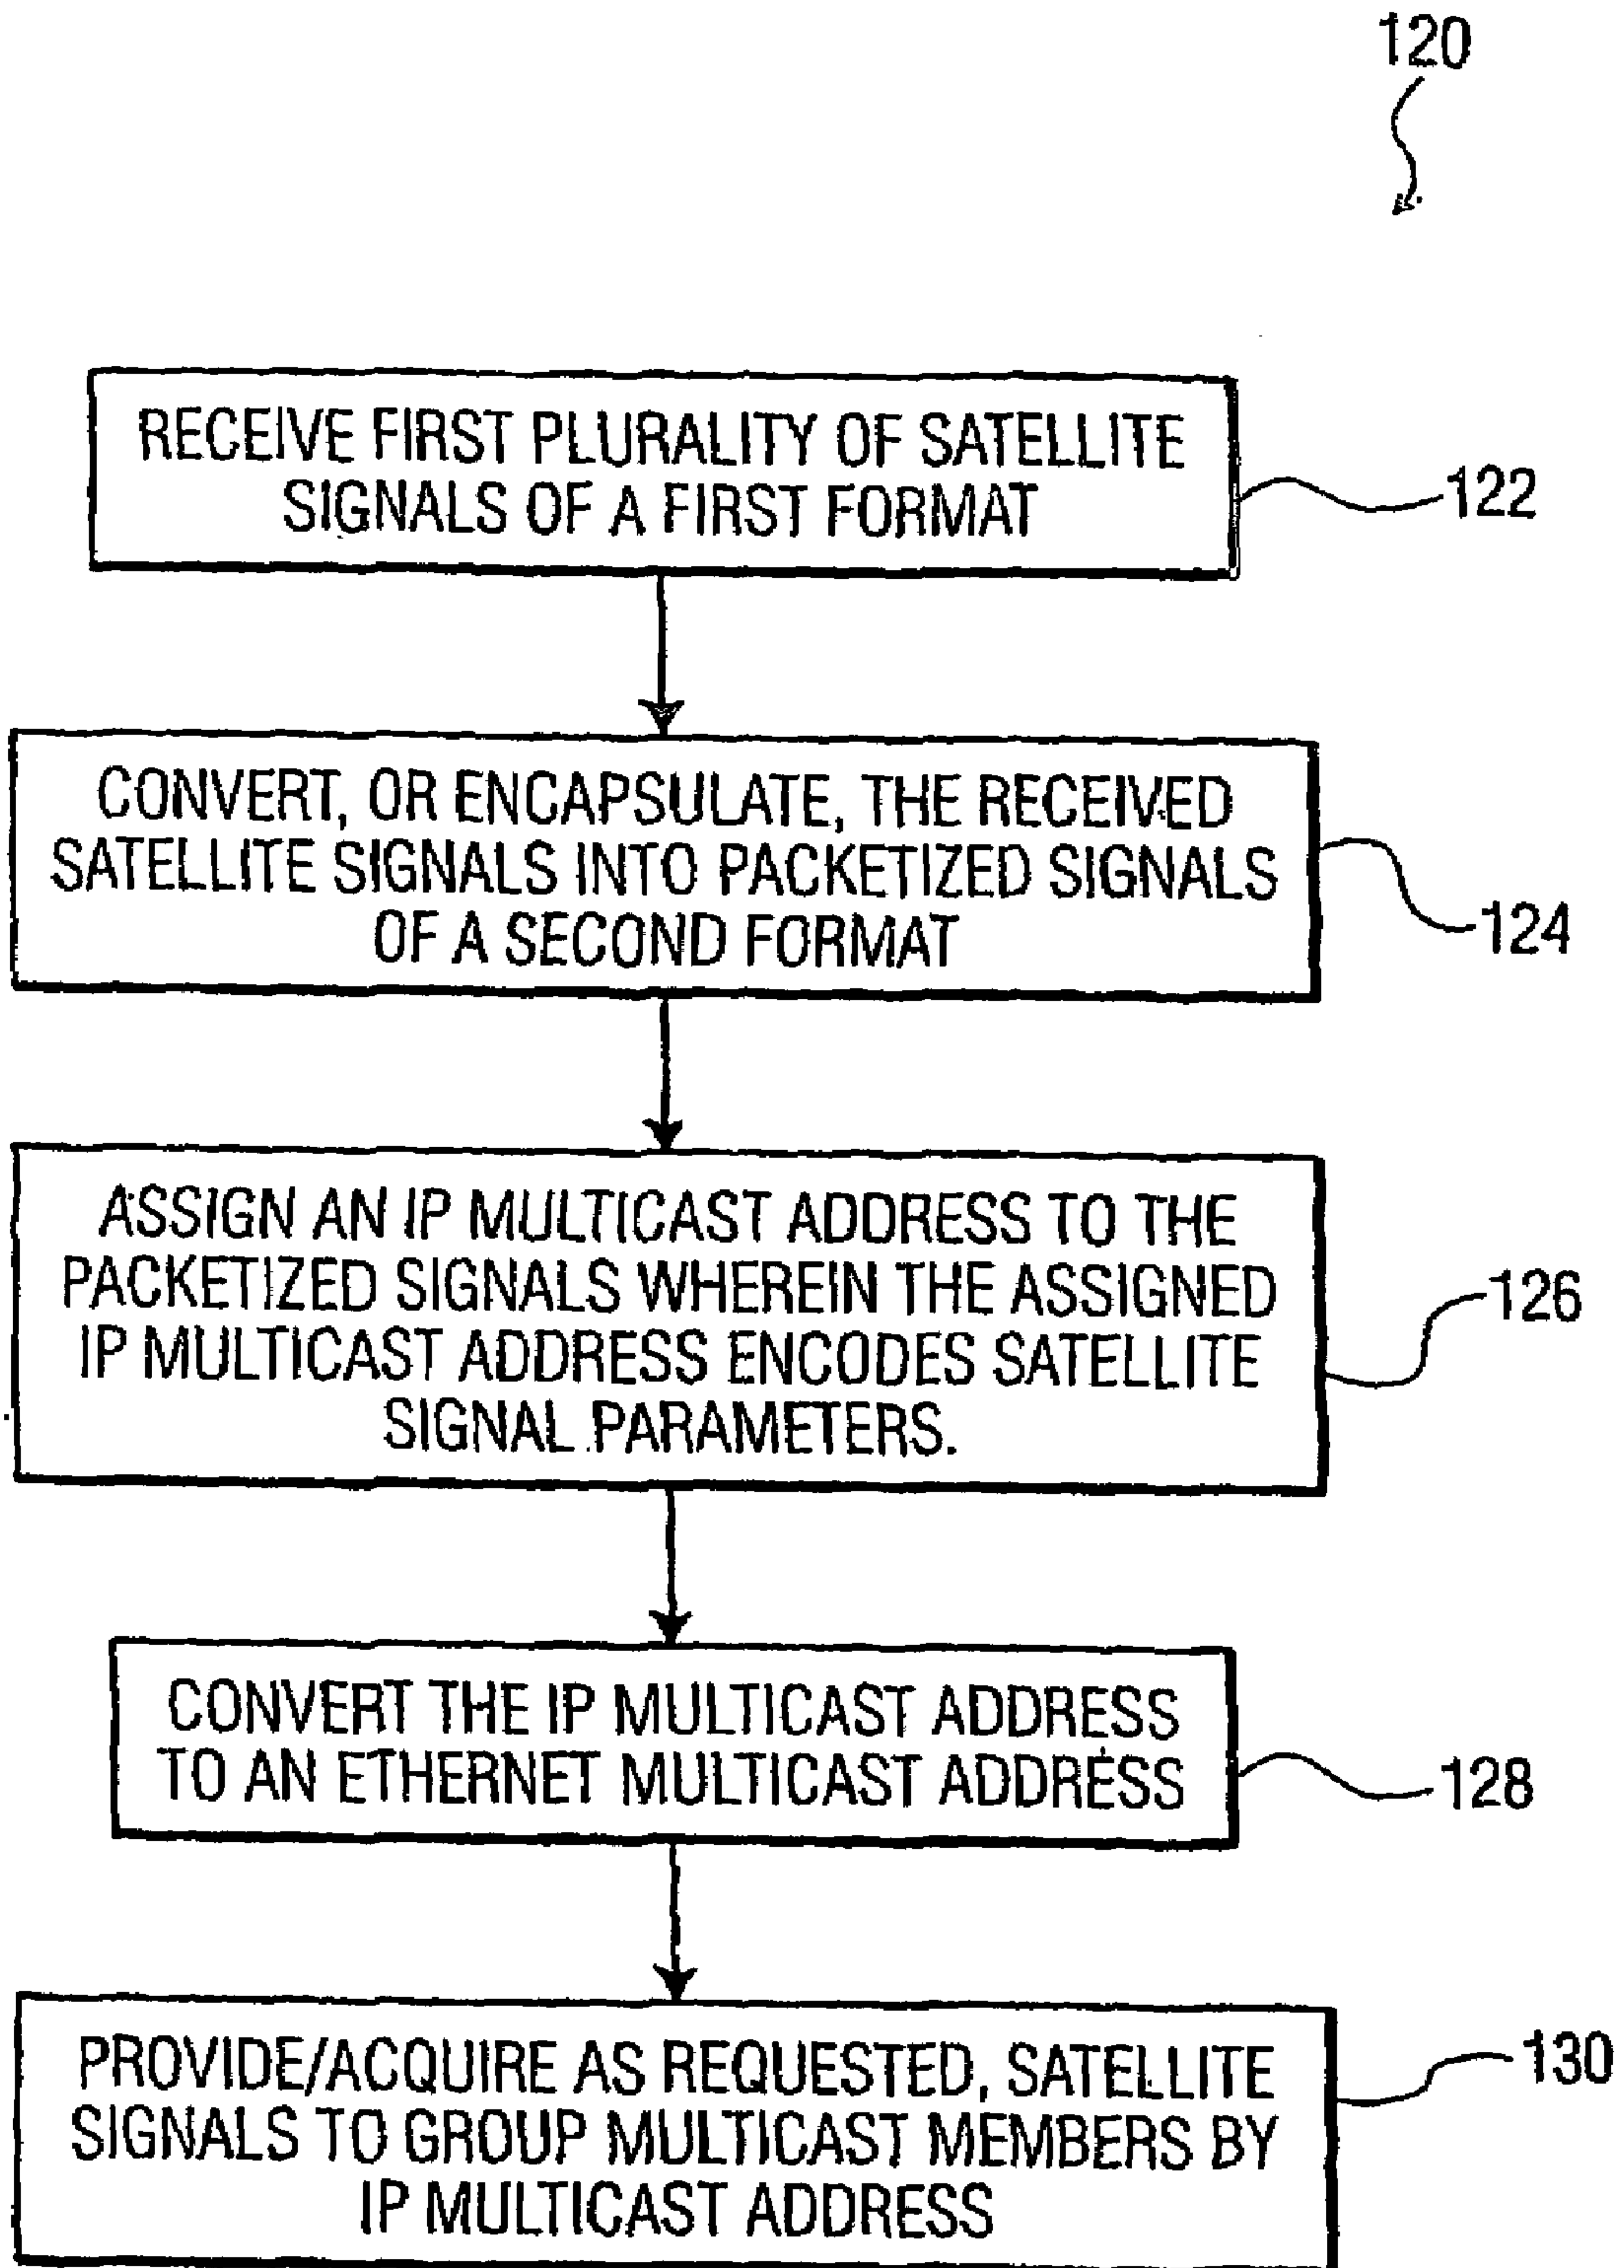 120
RECEIVE FIRST PLURALITY OF SATELLITE
SIGNALS OF A FIRST FORMAT
122
CONVERT, OR ENCAPSULATE, THE RECEIVED
SATELLITE SIGNALS INTO PACKETIZED SIGNALS
OF A SECOND FORMAT
124
ASSIGN AN IP MULTICAST ADDRESS TO THE
PACKETIZED SIGNALS WHEREIN THE ASSIGNED
IP MULTICAST ADDRESS ENCODES SATELLITE
SIGNAL PARAMETERS.
126
CONVERT THE IP MULTICAST ADDRESS
TO AN ETHERNET MULTICAST ADDRESS
128
PROVIDE/ACQUIRE AS REQUESTED, SATELLITE
SIGNALS TO GROUP MULTICAST MEMBERS BY
IP MULTICAST ADDRESS
130